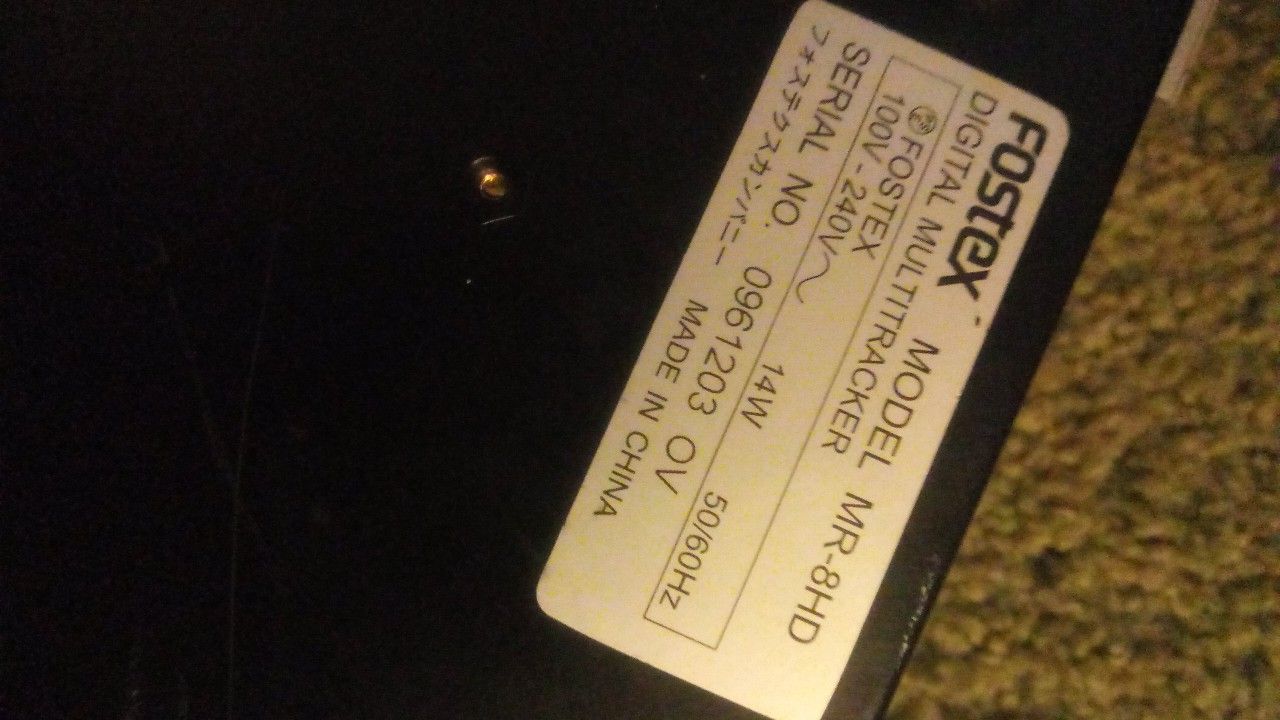 FOSTEX MODEL MR-8HD
DIGITAL MULTITRACKER
FOSTEX
100V - 240V～ 14W 50/60Hz
SERIAL NO. 0961203 OV
フォステクスカンパニー MADE IN CHINA